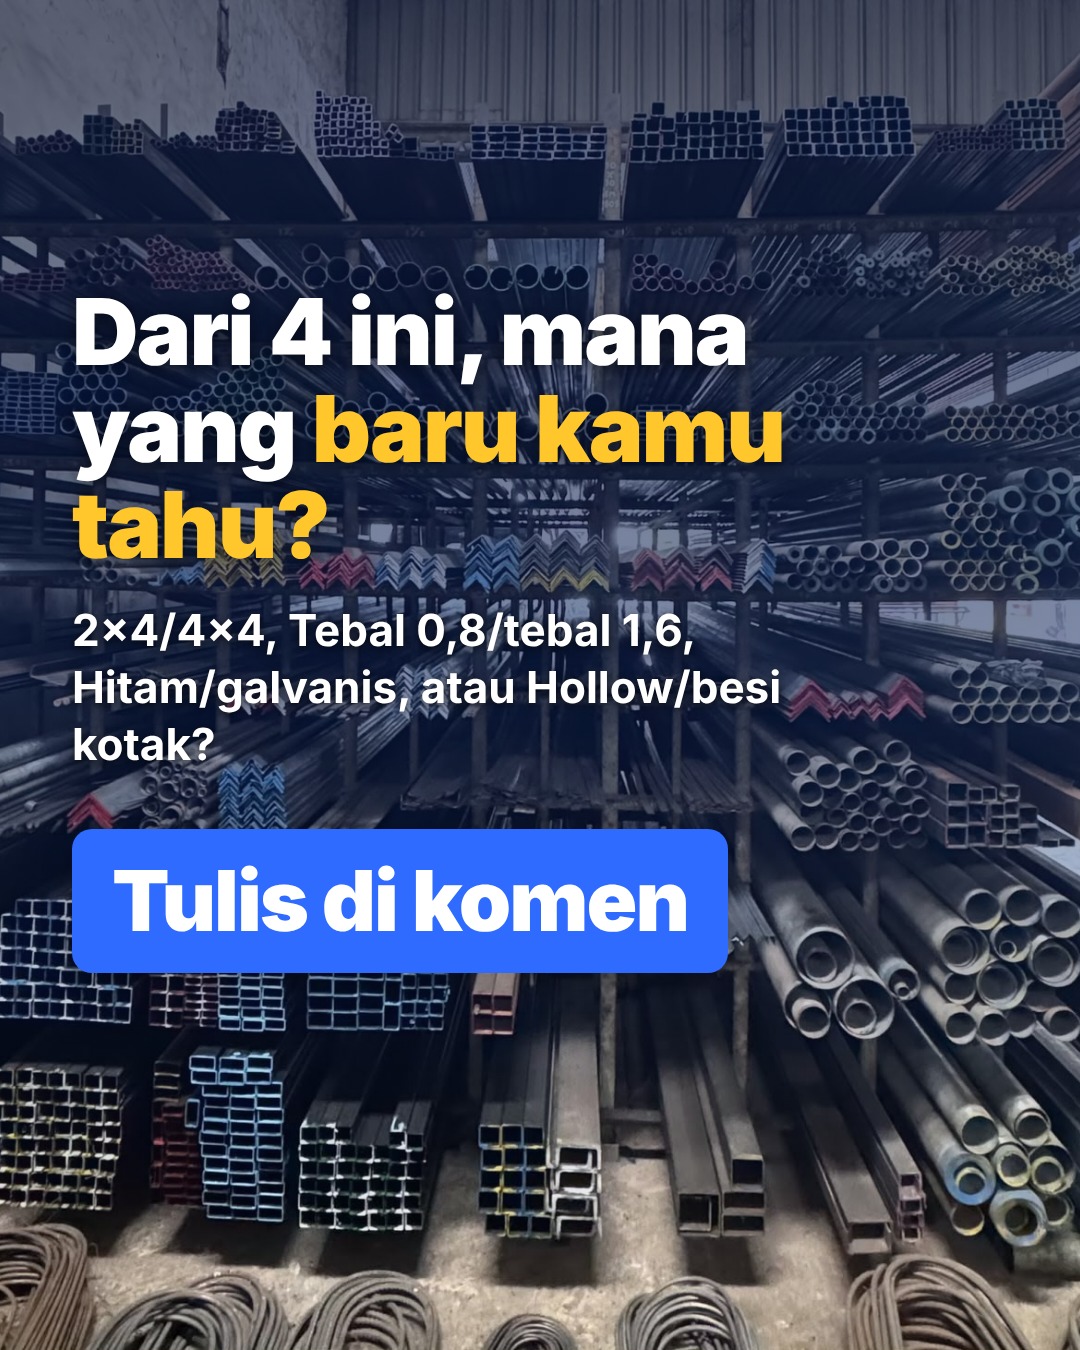 Dari 4 ini, mana
yang baru kamu
tahu?
2×4/4×4, Tebal 0,8/tebal 1,6,
Hitam/galvanis, atau Hollow/besi
kotak?
Tulis di komen